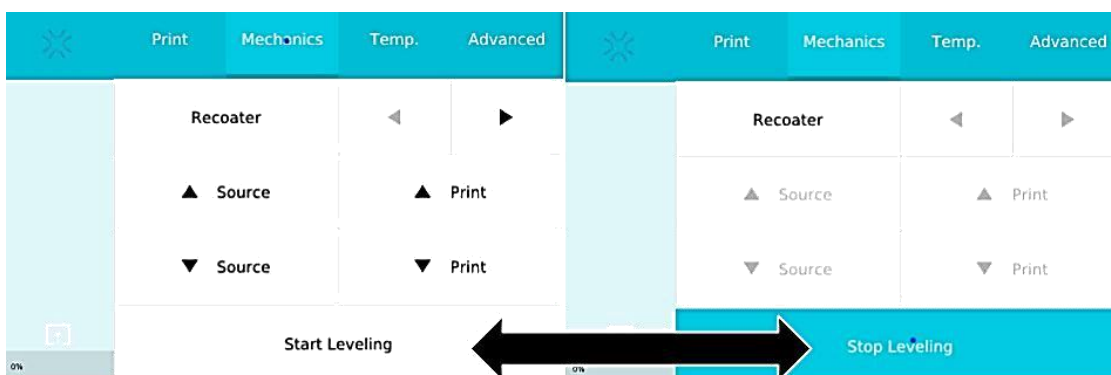 Print Mechanics Temp. Advanced
Recoater
Source Print
Source Print
Start Leveling
0%
Print Mechanics Temp. Advanced
Recoater
Source Print
Source Print
Stop Leveling
0%